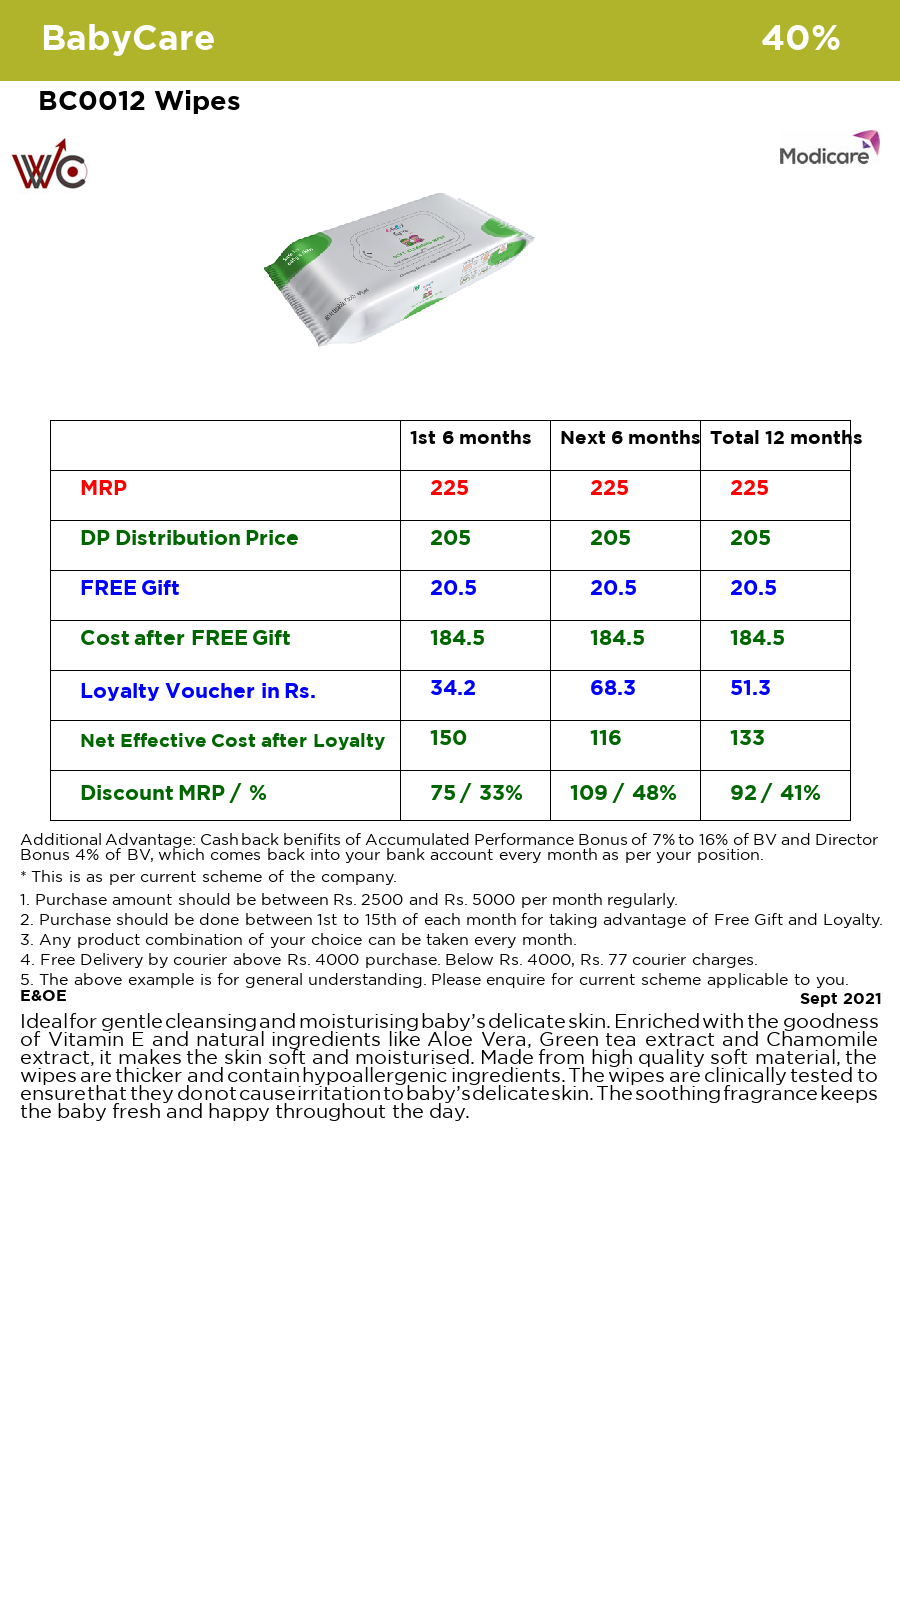 BabyCare 40%
BC0012 Wipes
WC
Modicare
1st 6 months Next 6 months Total 12 months
MRP 225 225 225
DP Distribution Price 205 205 205
FREE Gift 20.5 20.5 20.5
Cost after FREE Gift 184.5 184.5 184.5
Loyalty Voucher in Rs. 34.2 68.3 51.3
Net Effective Cost after Loyalty 150 116 133
Discount MRP / % 75 / 33% 109 / 48% 92 / 41%
Additional Advantage: Cash back benifits of Accumulated Performance Bonus of 7% to 16% of BV and Director
Bonus 4% of BV, which comes back into your bank account every month as per your position.
* This is as per current scheme of the company.
1. Purchase amount should be between Rs. 2500 and Rs. 5000 per month regularly.
2. Purchase should be done between 1st to 15th of each month for taking advantage of Free Gift and Loyalty.
3. Any product combination of your choice can be taken every month.
4. Free Delivery by courier above Rs. 4000 purchase. Below Rs. 4000, Rs. 77 courier charges.
5. The above example is for general understanding. Please enquire for current scheme applicable to you.
E&OE Sept 2021
Ideal for gentle cleansing and moisturising baby's delicate skin. Enriched with the goodness
of Vitamin E and natural ingredients like Aloe Vera, Green tea extract and Chamomile
extract, it makes the skin soft and moisturised. Made from high quality soft material, the
wipes are thicker and contain hypoallergenic ingredients. The wipes are clinically tested to
ensure that they do not cause irritation to baby's delicate skin. The soothing fragrance keeps
the baby fresh and happy throughout the day.